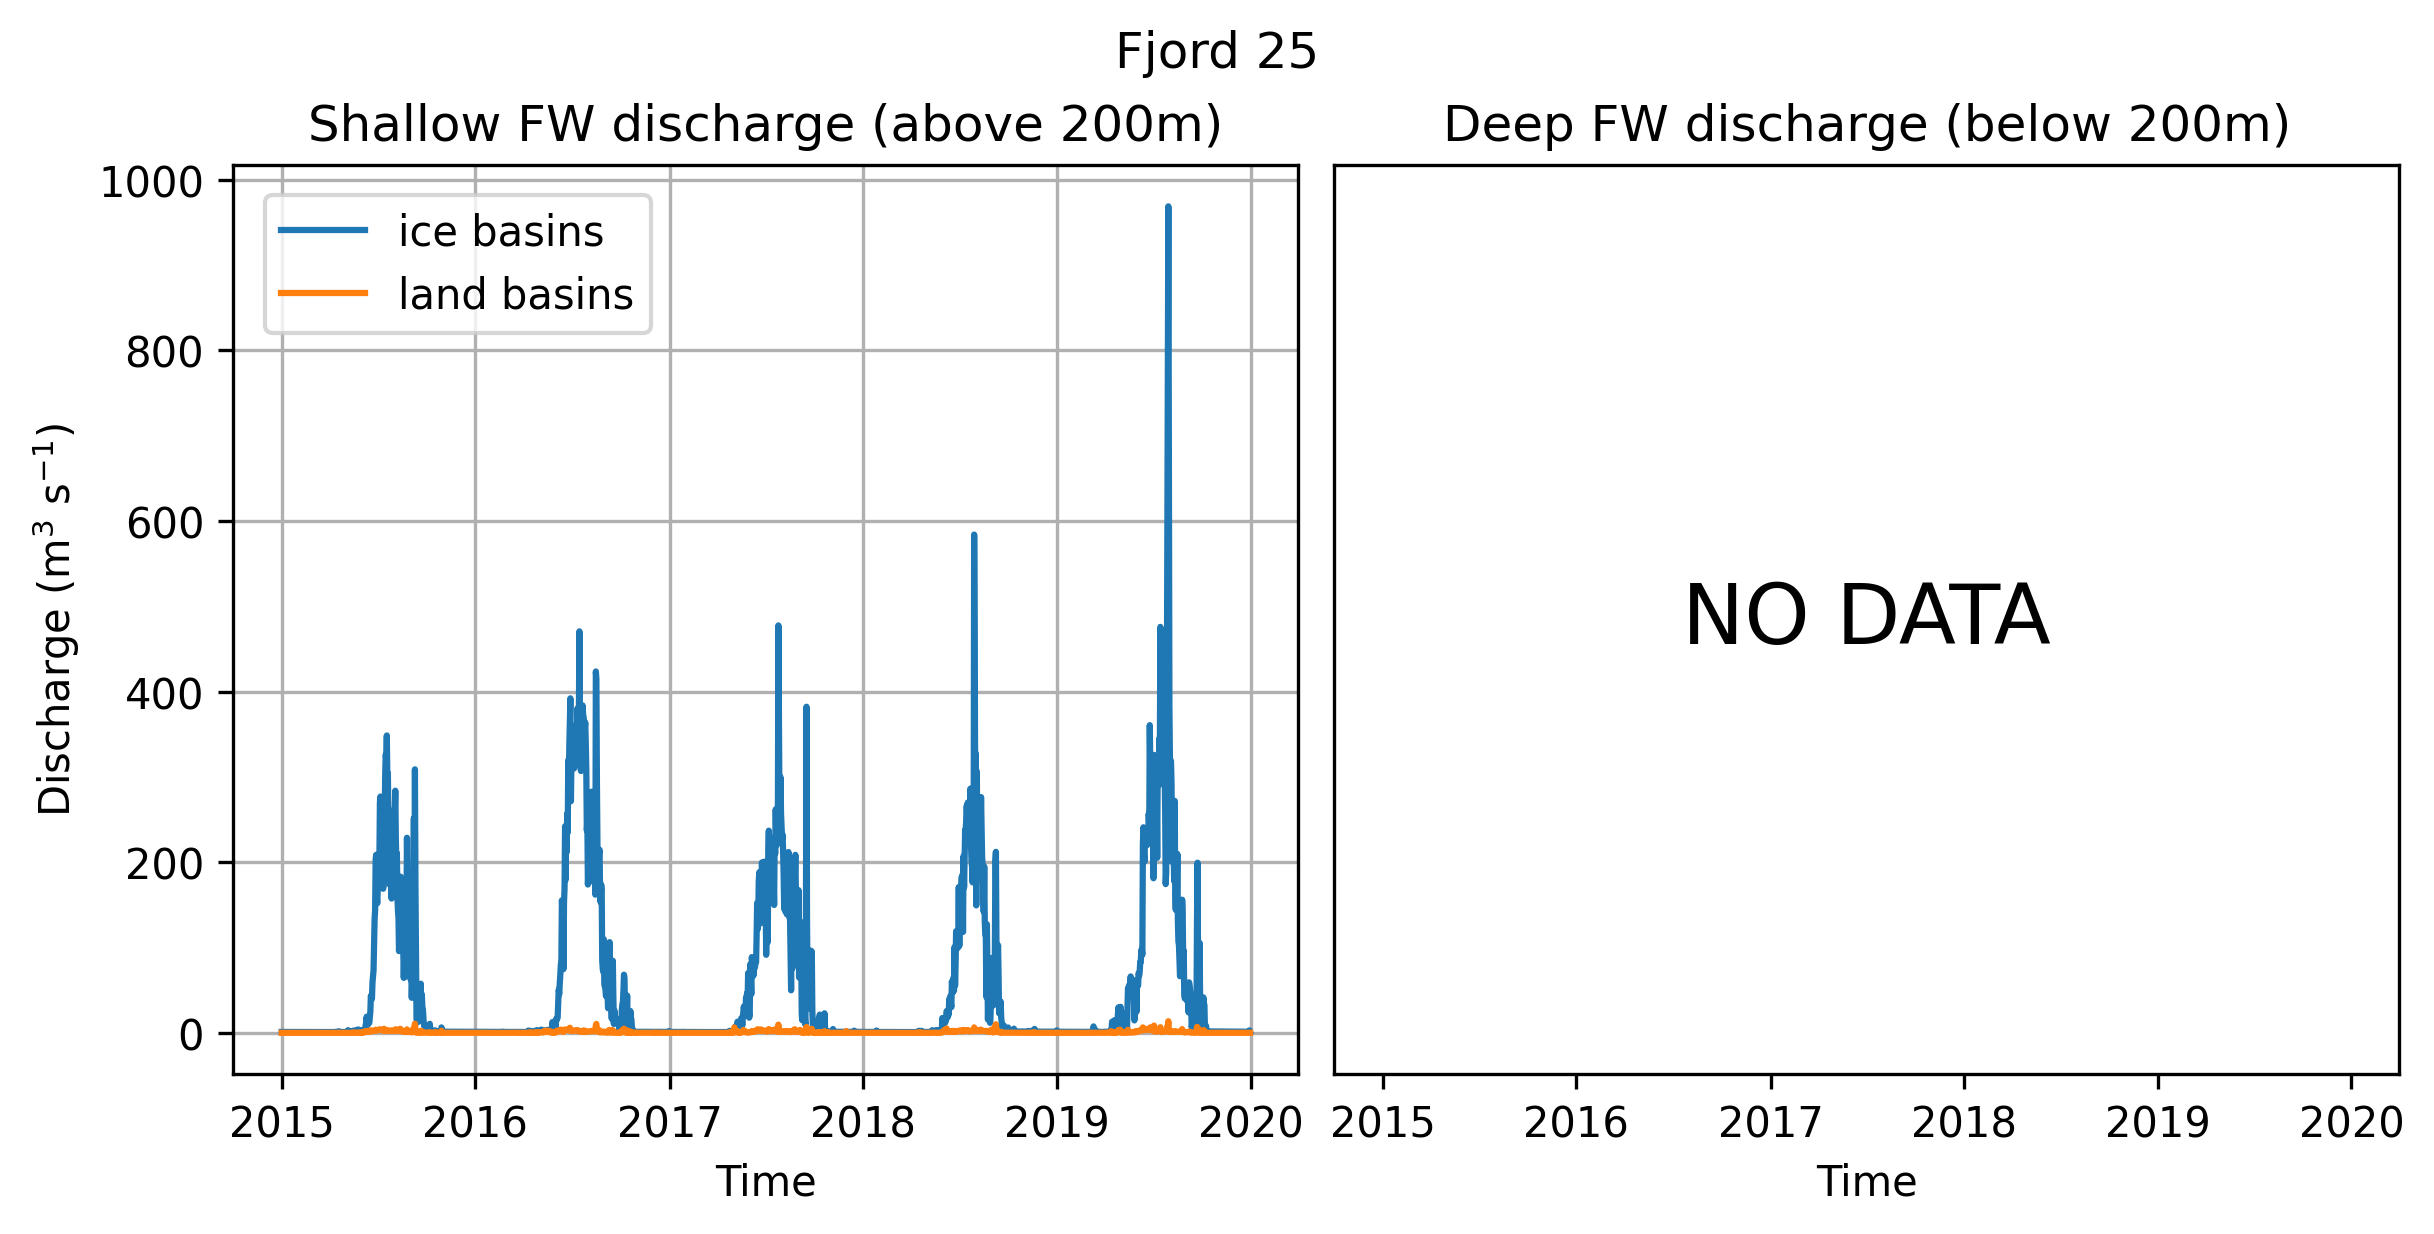 Fjord 25
Shallow FW discharge (above 200m)
Deep FW discharge (below 200m)
1000
800
600
400
200
0
Discharge (m³ s⁻¹)
ice basins
land basins
NO DATA
2015 2016 2017 2018 2019 2020
2015 2016 2017 2018 2019 2020
Time
Time